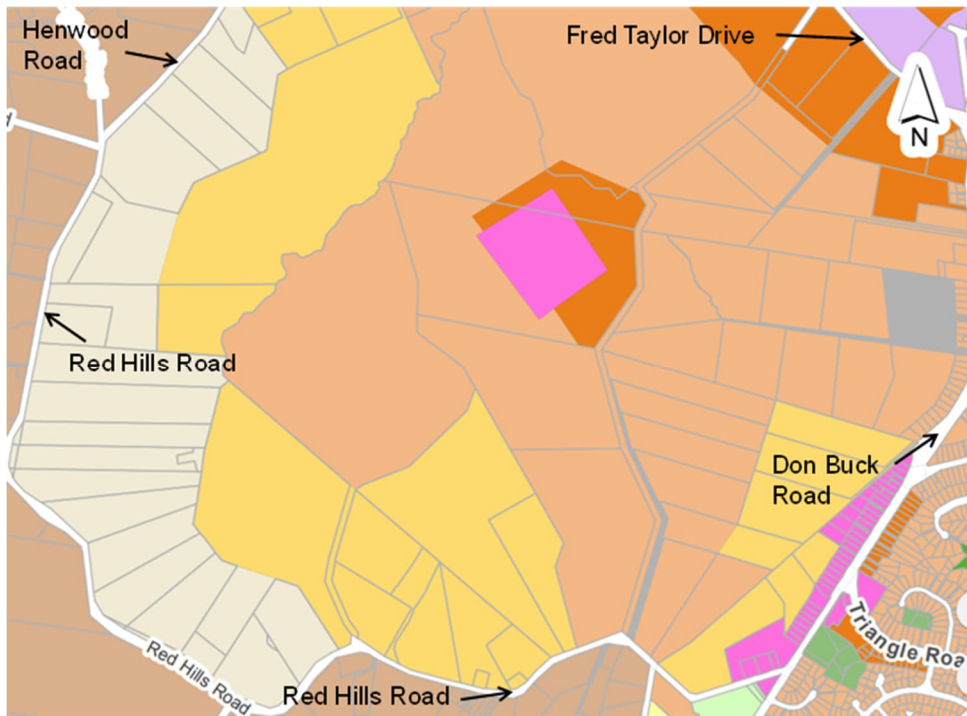 Henwood
Road
Fred Taylor Drive
N
Red Hills Road
Don Buck
Road
Triangle Roa
Red Hills Road
Red Hills Road